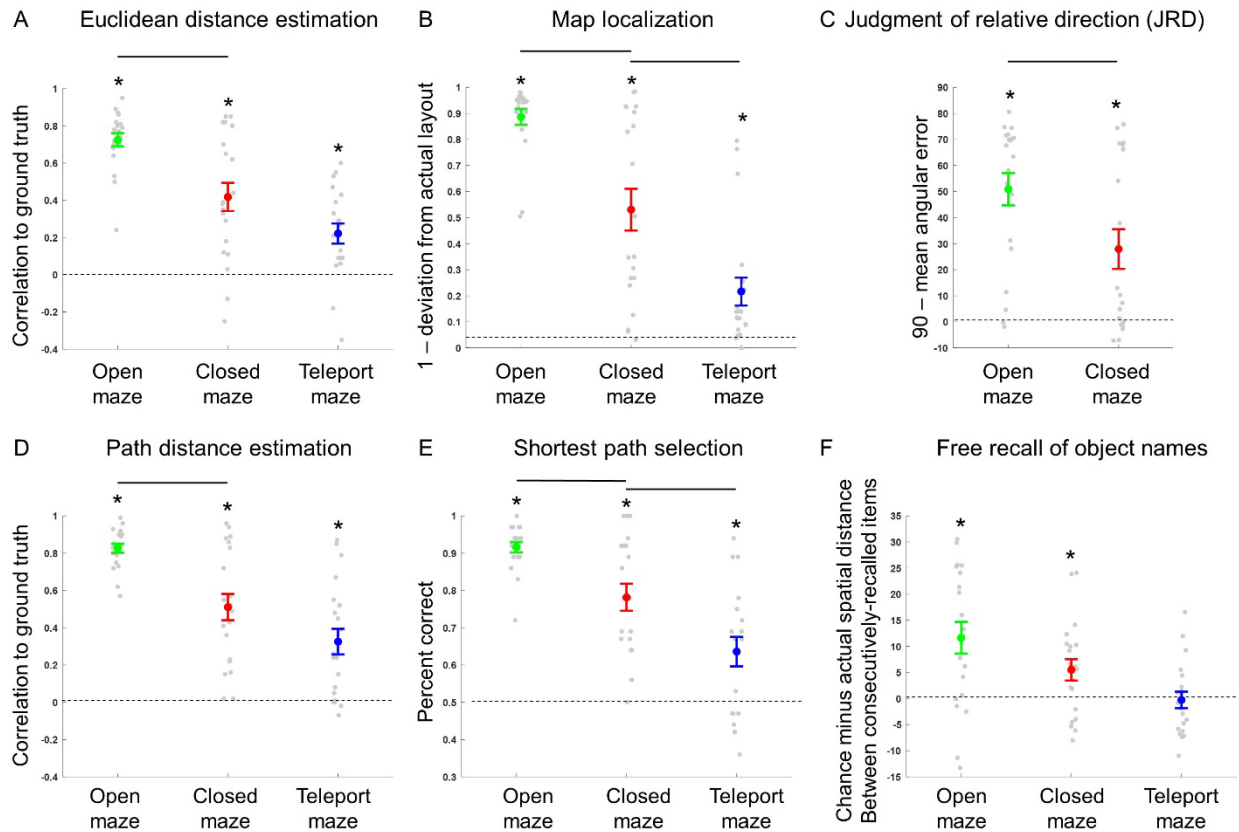 A Euclidean distance estimation
Correlation to ground truth
*
*
*
1
0.8
0.6
0.4
0.2
0
-0.2
-0.4
Open maze
Closed maze
Teleport maze
B Map localization
1 – deviation from actual layout
*
*
*
1
0.9
0.8
0.7
0.6
0.5
0.4
0.3
0.2
0.1
0
Open maze
Closed maze
Teleport maze
C Judgment of relative direction (JRD)
90 – mean angular error
*
*
90
80
70
60
50
40
30
20
10
0
-10
Open maze
Closed maze
D Path distance estimation
Correlation to ground truth
*
*
*
1
0.8
0.6
0.4
0.2
0
-0.2
-0.4
Open maze
Closed maze
Teleport maze
E Shortest path selection
Percent correct
*
*
*
1
0.9
0.8
0.7
0.6
0.5
0.4
0.3
Open maze
Closed maze
Teleport maze
F Free recall of object names
Chance minus actual spatial distance
Between consecutively-recalled items
*
*
35
30
25
20
15
10
5
0
-5
-10
-15
Open maze
Closed maze
Teleport maze